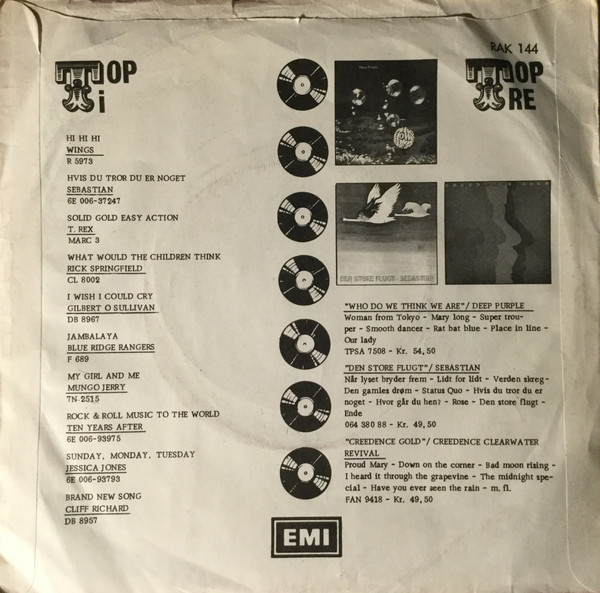 RAK 144
TOP
Ti
HI HI HI
WINGS
R 5973
HVIS DU TROR DU ER NOGET
SEBASTIAN
6E 006-37247
SOLID GOLD EASY ACTION
T. REX
MARC 3
WHAT WOULD THE CHILDREN THINK
RICK SPRINGFIELD
CL 8002
I WISH I COULD CRY
GILBERT O SULLIVAN
DB 8967
JAMBALAYA
BLUE RIDGE RANGERS
F 689
MY GIRL AND ME
MUNGO JERRY
7N 2515
ROCK & ROLL MUSIC TO THE WORLD
TEN YEARS AFTER
6E 006-93975
SUNDAY, MONDAY, TUESDAY
JESSICA JONES
6E 006-93793
BRAND NEW SONG
CLIFF RICHARD
DB 8957
TOP
TRE
DEN STORE FLUGT - SEBASTIAN
"WHO DO WE THINK WE ARE"/ DEEP PURPLE
Woman from Tokyo - Mary long - Super trou-
per - Smooth dancer - Rat bat blue - Place in line -
Our lady
TPSA 7508 - Kr. 54,50
"DEN STORE FLUGT"/ SEBASTIAN
Når lyset bryder frem - Lidt for lidt - Verden skreg-
Den gamles drøm - Status Quo - Hvis du tror du er
noget - Hvor går du hen? - Rose - Den store flugt -
Ende
064 380 88 - Kr. 49,50
"CREEDENCE GOLD"/ CREEDENCE CLEARWATER
REVIVAL
Proud Mary - Down on the corner - Bad moon rising -
I heard it through the grapevine - The midnight spe-
cial - Have you ever seen the rain - m. fl.
FAN 9418 - Kr. 49,50
EMI